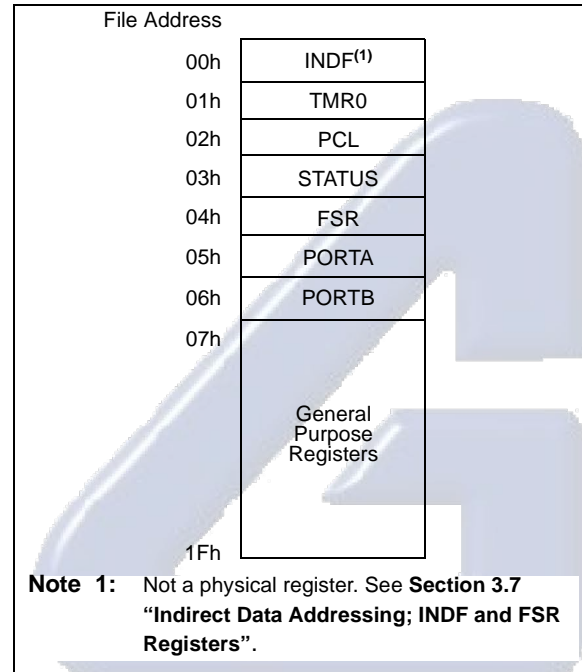 File Address
00h INDF(1)
01h TMR0
02h PCL
03h STATUS
04h FSR
05h PORTA
06h PORTB
07h
General
Purpose
Registers
1Fh
Note 1: Not a physical register. See Section 3.7
“Indirect Data Addressing; INDF and FSR
Registers”.